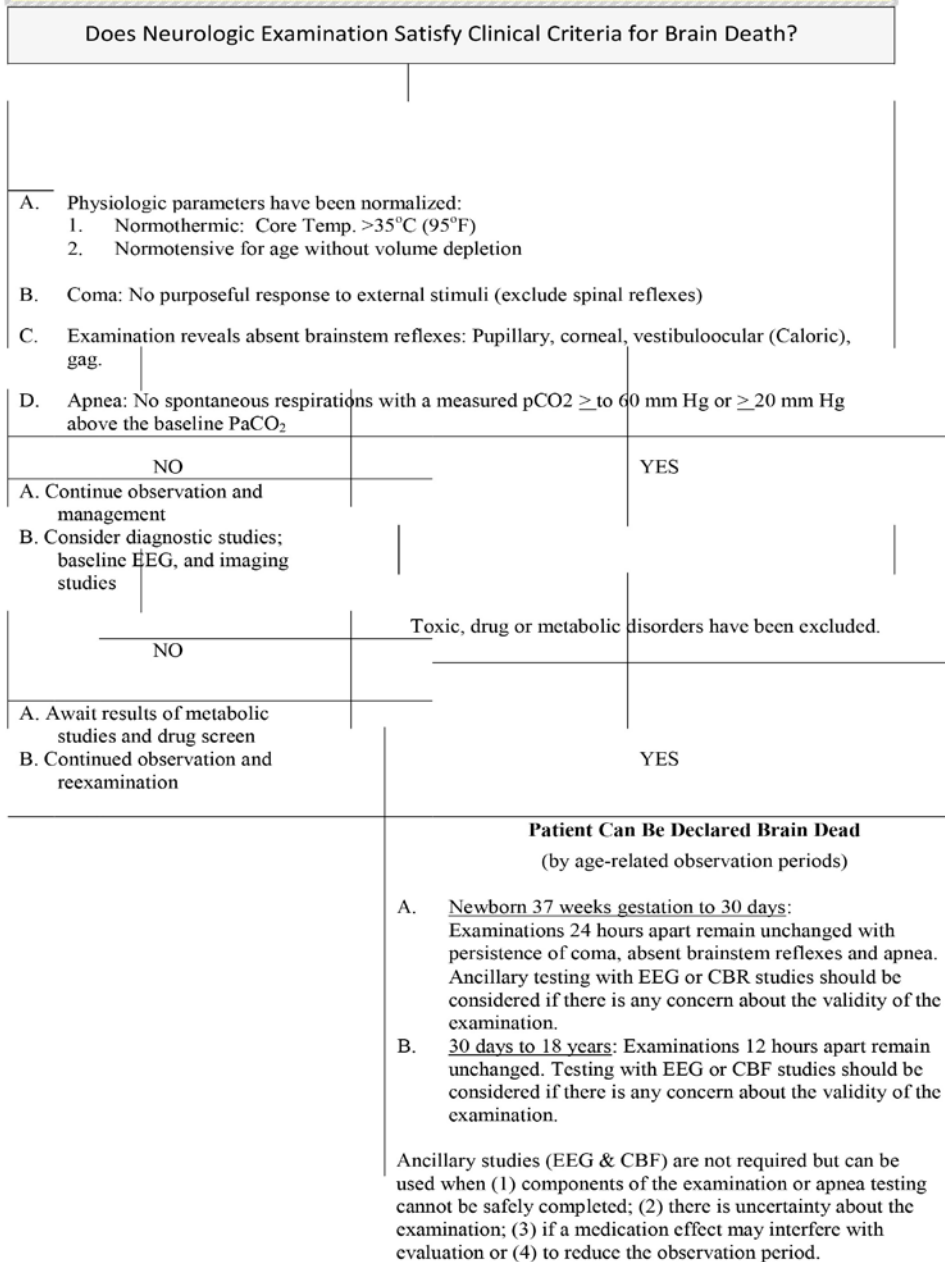 Does Neurologic Examination Satisfy Clinical Criteria for Brain Death?
A. Physiologic parameters have been normalized:
1. Normothermic: Core Temp. >35°C (95°F)
2. Normotensive for age without volume depletion
B. Coma: No purposeful response to external stimuli (exclude spinal reflexes)
C. Examination reveals absent brainstem reflexes: Pupillary, corneal, vestibuloocular (Caloric),
gag.
D. Apnea: No spontaneous respirations with a measured pCO2 ≥ to 60 mm Hg or ≥ 20 mm Hg
above the baseline PaCO₂
NO
YES
A. Continue observation and
management
B. Consider diagnostic studies;
baseline EEG, and imaging
studies
Toxic, drug or metabolic disorders have been excluded.
NO
A. Await results of metabolic
studies and drug screen
B. Continued observation and
reexamination
YES
Patient Can Be Declared Brain Dead
(by age-related observation periods)
A. Newborn 37 weeks gestation to 30 days:
Examinations 24 hours apart remain unchanged with
persistence of coma, absent brainstem reflexes and apnea.
Ancillary testing with EEG or CBR studies should be
considered if there is any concern about the validity of the
examination.
B. 30 days to 18 years: Examinations 12 hours apart remain
unchanged. Testing with EEG or CBF studies should be
considered if there is any concern about the validity of the
examination.
Ancillary studies (EEG & CBF) are not required but can be
used when (1) components of the examination or apnea testing
cannot be safely completed; (2) there is uncertainty about the
examination; (3) if a medication effect may interfere with
evaluation or (4) to reduce the observation period.